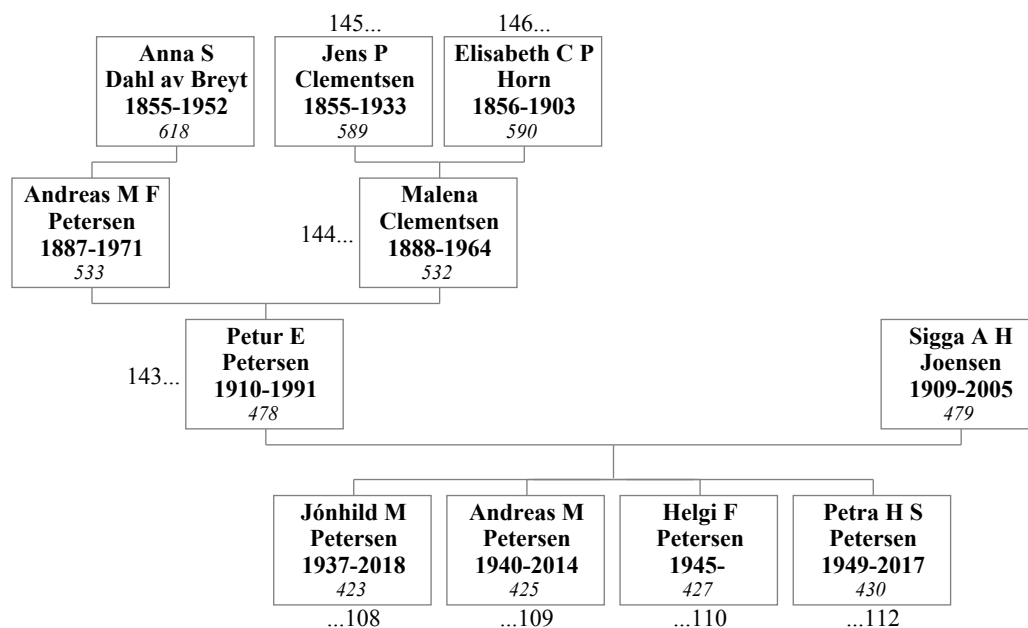 145...
146...
Anna S
Dahl av Breyt
1855-1952
618
Jens P
Clementsen
1855-1933
589
Elisabeth C P
Horn
1856-1903
590
Andreas M F
Petersen
1887-1971
533
144...
Malena
Clementsen
1888-1964
532
143...
Petur E
Petersen
1910-1991
478
Sigga A H
Joensen
1909-2005
479
Jónhild M
Petersen
1937-2018
423
Andreas M
Petersen
1940-2014
425
Helgi F
Petersen
1945-
427
Petra H S
Petersen
1949-2017
430
...108
...109
...110
...112